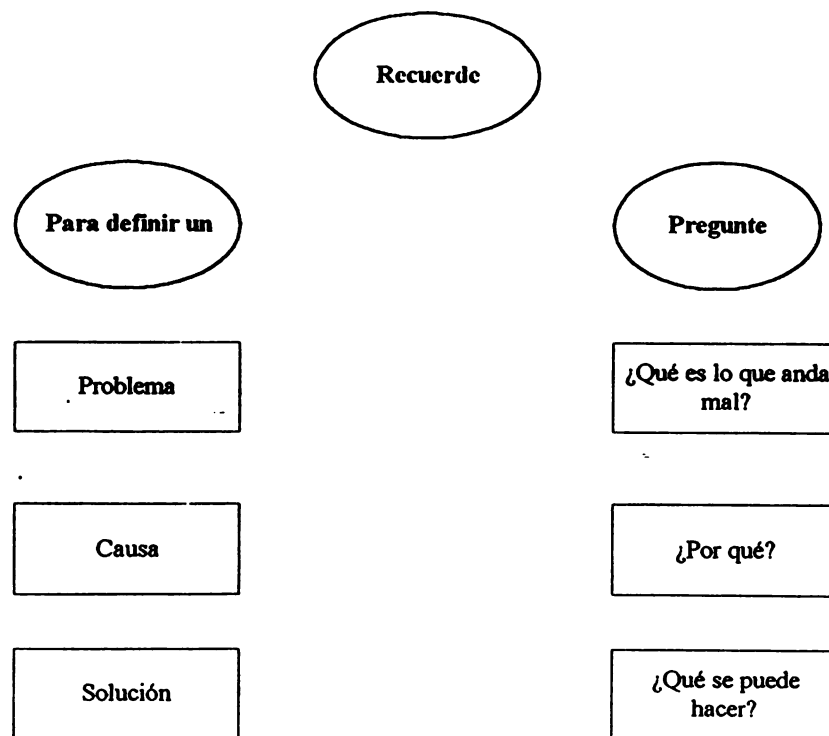 Recuerde
Para definir un
Pregunte
Problema
¿Qué es lo que anda
mal?
Causa
¿Por qué?
Solución
¿Qué se puede
hacer?